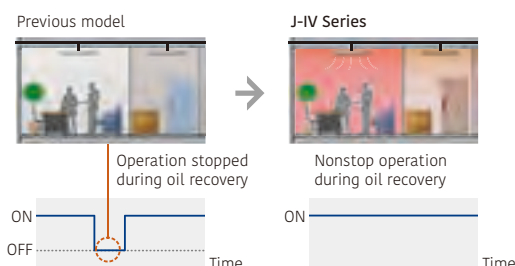 Previous model
J-IV Series
Operation stopped
during oil recovery
Nonstop operation
during oil recovery
ON
OFF
Time
ON
Time